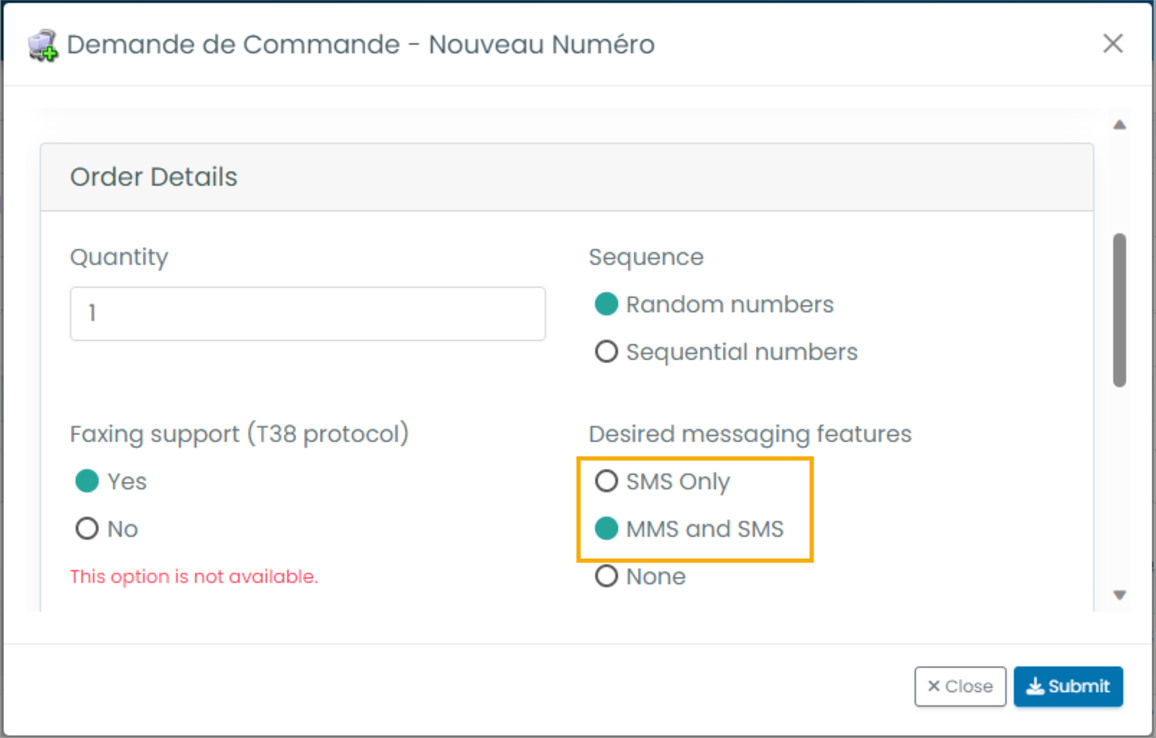 Demande de Commande - Nouveau Numéro
Order Details
Quantity
1
Sequence
Random numbers
Sequential numbers
Faxing support (T38 protocol)
Yes
No
This option is not available.
Desired messaging features
SMS Only
MMS and SMS
None
Close
Submit